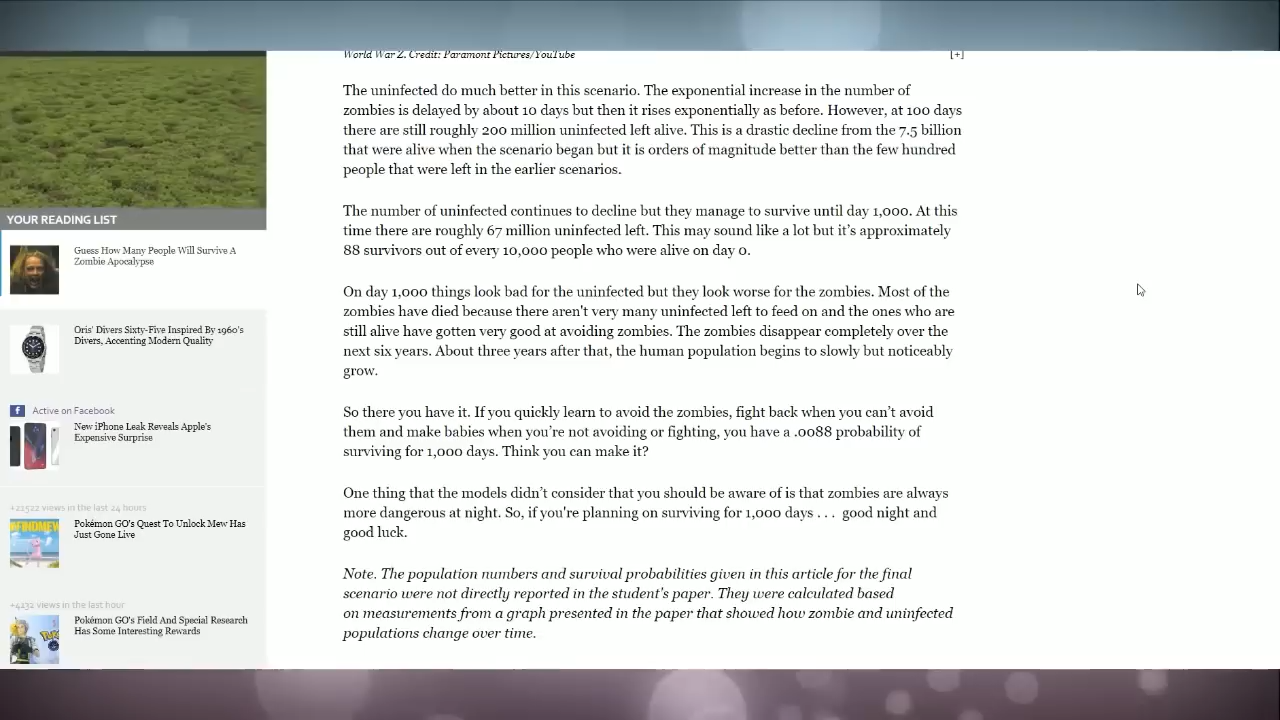 World War Z. Credit: Paramont Pictures/YouTube
[+]
The uninfected do much better in this scenario. The exponential increase in the number of
zombies is delayed by about 10 days but then it rises exponentially as before. However, at 100 days
there are still roughly 200 million uninfected left alive. This is a drastic decline from the 7.5 billion
that were alive when the scenario began but it is orders of magnitude better than the few hundred
people that were left in the earlier scenarios.
The number of uninfected continues to decline but they manage to survive until day 1,000. At this
time there are roughly 67 million uninfected left. This may sound like a lot but it's approximately
88 survivors out of every 10,000 people who were alive on day 0.
On day 1,000 things look bad for the uninfected but they look worse for the zombies. Most of the
zombies have died because there aren't very many uninfected left to feed on and the ones who are
still alive have gotten very good at avoiding zombies. The zombies disappear completely over the
next six years. About three years after that, the human population begins to slowly but noticeably
grow.
So there you have it. If you quickly learn to avoid the zombies, fight back when you can't avoid
them and make babies when you're not avoiding or fighting, you have a .0088 probability of
surviving for 1,000 days. Think you can make it?
One thing that the models didn't consider that you should be aware of is that zombies are always
more dangerous at night. So, if you're planning on surviving for 1,000 days . . . good night and
good luck.
Note. The population numbers and survival probabilities given in this article for the final
scenario were not directly reported in the student's paper. They were calculated based
on measurements from a graph presented in the paper that showed how zombie and uninfected
populations change over time.
YOUR READING LIST
Guess How Many People Will Survive A
Zombie Apocalypse
Oris' Divers Sixty-Five Inspired By 1960's
Divers, Accenting Modern Quality
f Active on Facebook
New iPhone Leak Reveals Apple's
Expensive Surprise
+21522 views in the last 24 hours
Pokémon GO's Quest To Unlock Mew Has
Just Gone Live
+4432 views in the last hour
Pokémon GO's Field And Special Research
Has Some Interesting Rewards